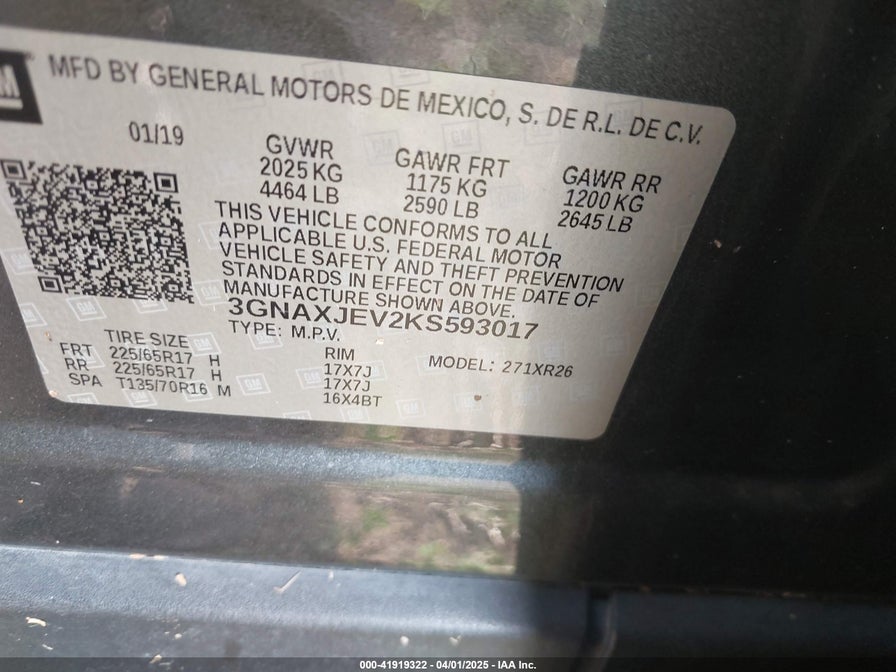 GM
MFD BY GENERAL MOTORS DE MEXICO, S. DE R.L. DE C.V.
01/19 GVWR GAWR FRT GAWR RR
2025 KG 1175 KG 1200 KG
4464 LB 2590 LB 2645 LB
THIS VEHICLE CONFORMS TO ALL
APPLICABLE U.S. FEDERAL MOTOR
VEHICLE SAFETY AND THEFT PREVENTION
STANDARDS IN EFFECT ON THE DATE OF
MANUFACTURE SHOWN ABOVE.
3GNAXJEV2KS593017
TYPE: M.P.V.
TIRE SIZE RIM MODEL: 271XR26
FRT 225/65R17 H 17X7J
RR 225/65R17 H 17X7J
SPA T135/70R16 M 16X4BT
000-41919322 - 04/01/2025 - IAA Inc.